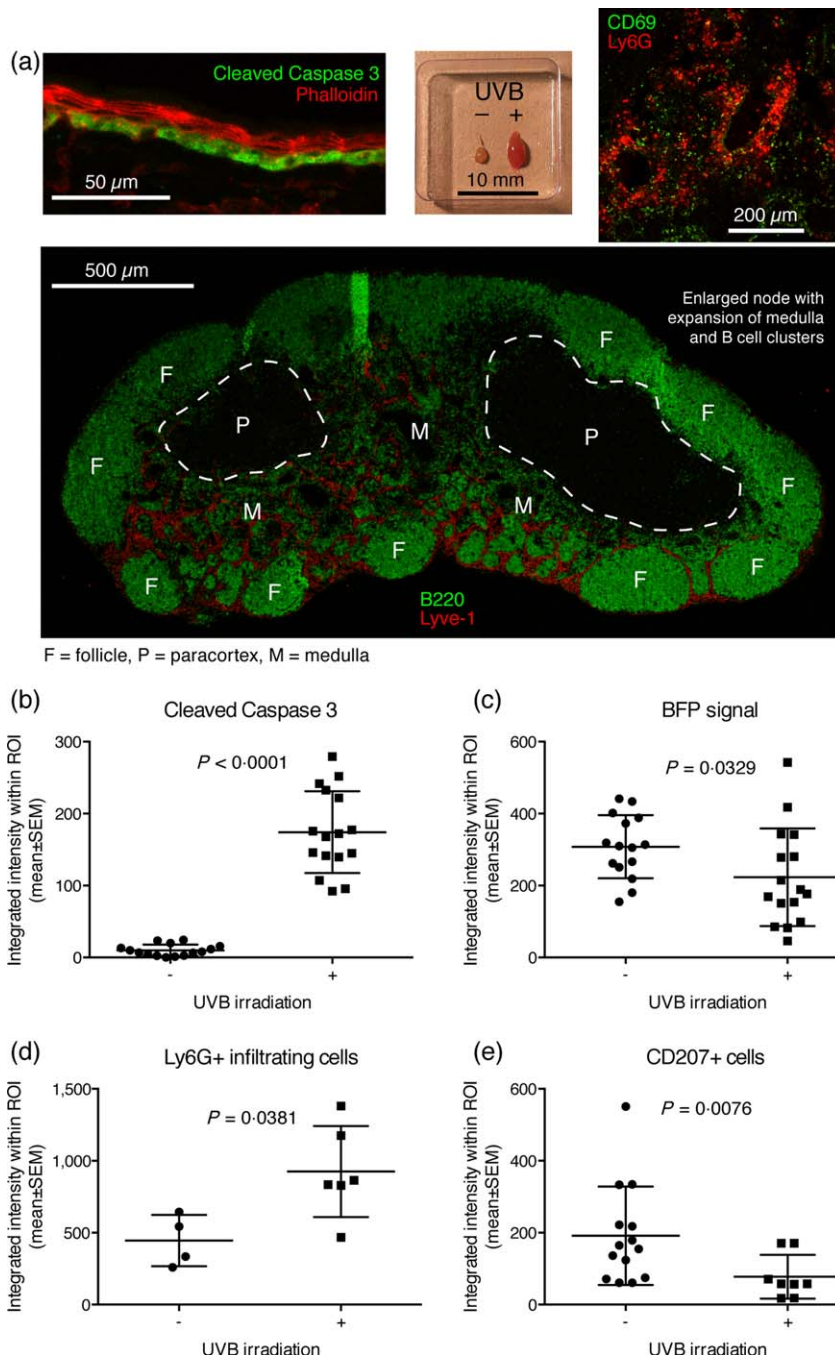 (a)
Cleaved Caspase 3
Phalloidin
50 µm
UVB
– +
10 mm
CD69
Ly6G
200 µm
500 µm
Enlarged node with
expansion of medulla
and B cell clusters
F
F
F
F
F
P
M
P
F
M
M
F
F
F
F
F
B220
Lyve-1
F = follicle, P = paracortex, M = medulla
(b)
Cleaved Caspase 3
Integrated intensity within ROI
(mean±SEM)
300
200
100
0
P < 0·0001
- +
UVB irradiation
(c)
BFP signal
Integrated intensity within ROI
(mean±SEM)
600
400
200
0
P = 0·0329
- +
UVB irradiation
(d)
Ly6G+ infiltrating cells
Integrated intensity within ROI
(mean±SEM)
1,500
1,000
500
0
P = 0·0381
- +
UVB irradiation
(e)
CD207+ cells
Integrated intensity within ROI
(mean±SEM)
600
400
200
0
P = 0·0076
- +
UVB irradiation